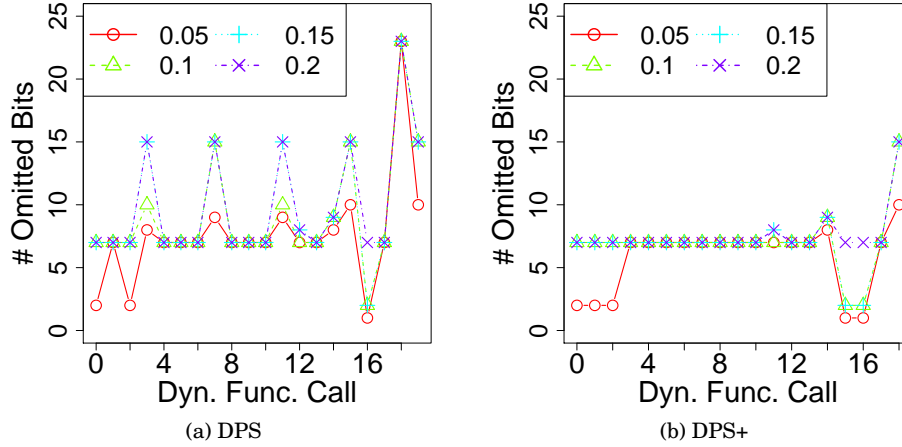 # Omitted Bits
0 5 10 15 20 25
0.05 0.15
0.1 0.2
0 4 8 12 16
Dyn. Func. Call
(a) DPS
# Omitted Bits
0 5 10 15 20 25
0.05 0.15
0.1 0.2
0 4 8 12 16
Dyn. Func. Call
(b) DPS+